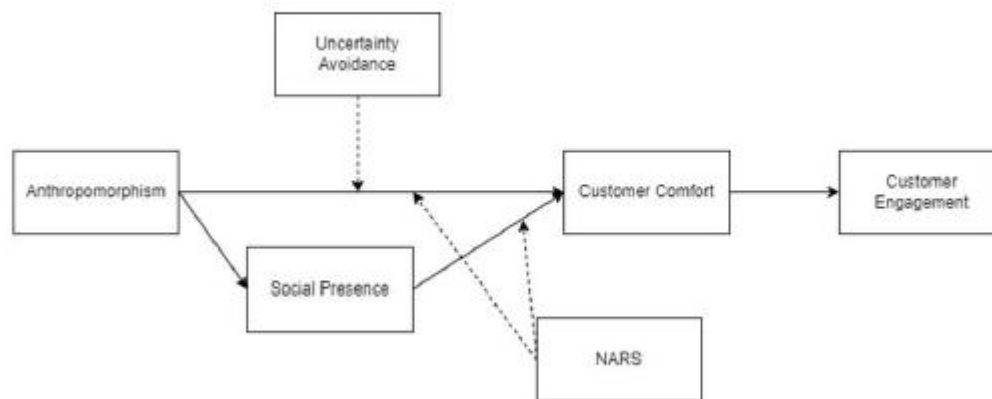 Uncertainty
Avoidance
Anthropomorphism
Customer Comfort
Customer
Engagement
Social Presence
NARS